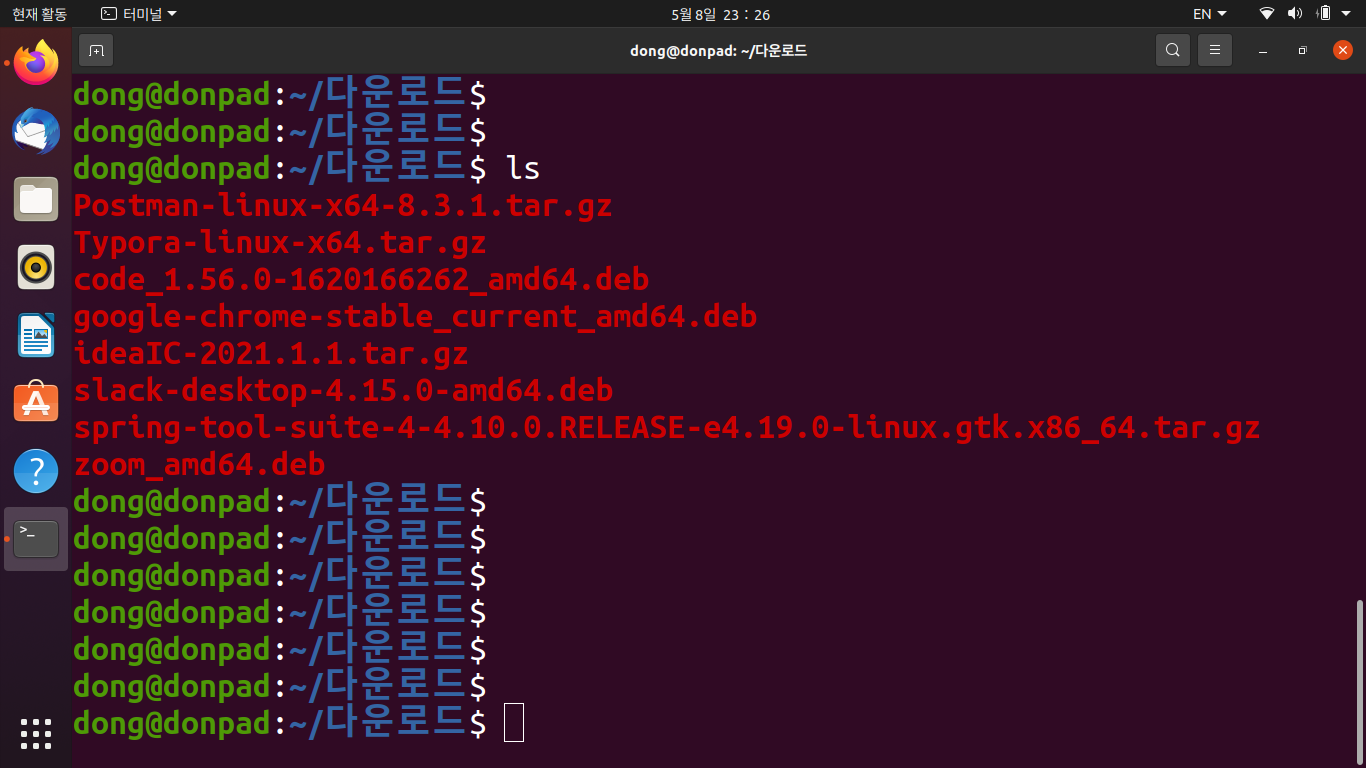 현재 활동
터미널
5월 8일 23 : 26
EN
dong@donpad: ~/다운로드
dong@donpad:~/다운로드$
dong@donpad:~/다운로드$
dong@donpad:~/다운로드$ ls
Postman-linux-x64-8.3.1.tar.gz
Typora-linux-x64.tar.gz
code_1.56.0-1620166262_amd64.deb
google-chrome-stable_current_amd64.deb
ideaIC-2021.1.1.tar.gz
slack-desktop-4.15.0-amd64.deb
spring-tool-suite-4-4.10.0.RELEASE-e4.19.0-linux.gtk.x86_64.tar.gz
zoom_amd64.deb
dong@donpad:~/다운로드$
dong@donpad:~/다운로드$
dong@donpad:~/다운로드$
dong@donpad:~/다운로드$
dong@donpad:~/다운로드$
dong@donpad:~/다운로드$
dong@donpad:~/다운로드$